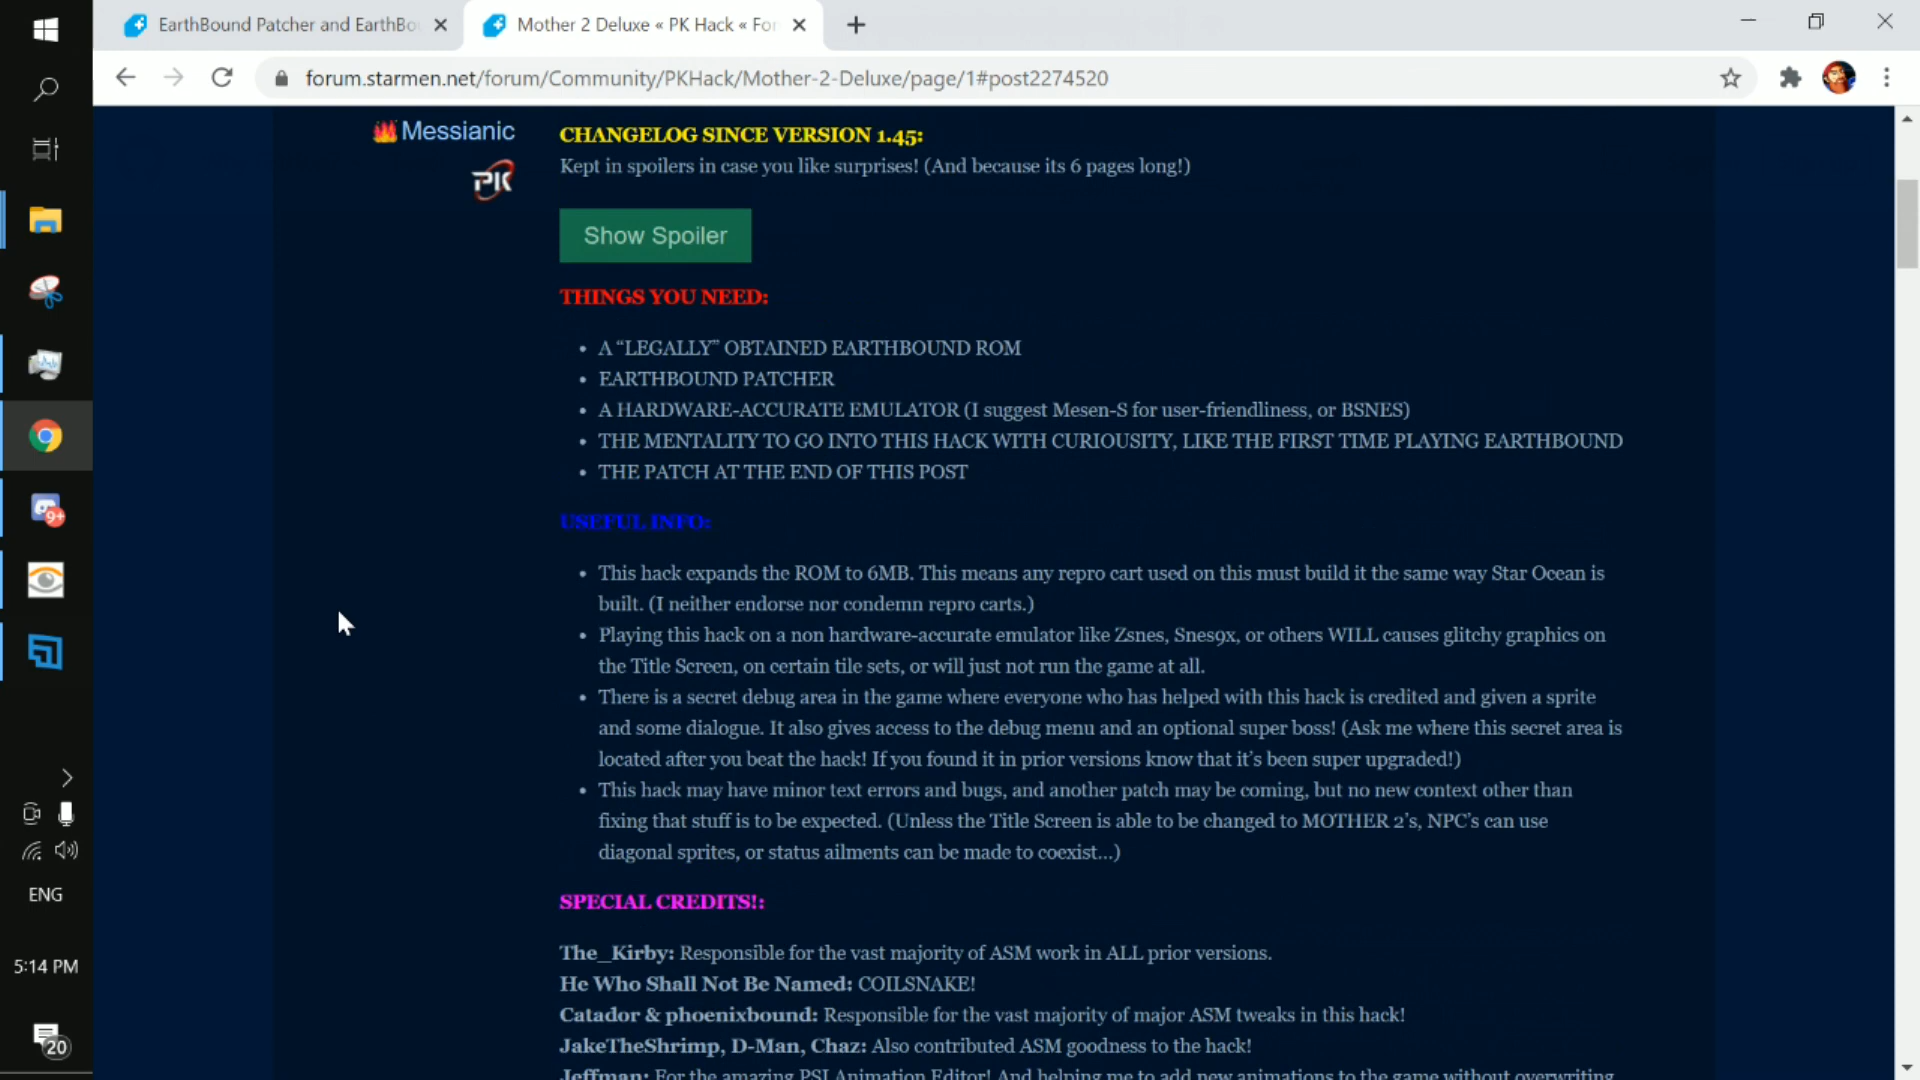 EarthBound Patcher and EarthBo
Mother 2 Deluxe « PK Hack « For
forum.starmen.net/forum/Community/PKHack/Mother-2-Deluxe/page/1#post2274520
Messianic
PK
CHANGELOG SINCE VERSION 1.45:
Kept in spoilers in case you like surprises! (And because its 6 pages long!)
Show Spoiler
THINGS YOU NEED:
• A “LEGALLY” OBTAINED EARTHBOUND ROM
• EARTHBOUND PATCHER
• A HARDWARE-ACCURATE EMULATOR (I suggest Mesen-S for user-friendliness, or BSNES)
• THE MENTALITY TO GO INTO THIS HACK WITH CURIOUSITY, LIKE THE FIRST TIME PLAYING EARTHBOUND
• THE PATCH AT THE END OF THIS POST
USEFUL INFO:
• This hack expands the ROM to 6MB. This means any repro cart used on this must build it the same way Star Ocean is
built. (I neither endorse nor condemn repro carts.)
• Playing this hack on a non hardware-accurate emulator like Zsnes, Snes9x, or others WILL causes glitchy graphics on
the Title Screen, on certain tile sets, or will just not run the game at all.
• There is a secret debug area in the game where everyone who has helped with this hack is credited and given a sprite
and some dialogue. It also gives access to the debug menu and an optional super boss! (Ask me where this secret area is
located after you beat the hack! If you found it in prior versions know that it’s been super upgraded!)
• This hack may have minor text errors and bugs, and another patch may be coming, but no new context other than
fixing that stuff is to be expected. (Unless the Title Screen is able to be changed to MOTHER 2’s, NPC’s can use
diagonal sprites, or status ailments can be made to coexist...)
SPECIAL CREDITS!:
The_Kirby: Responsible for the vast majority of ASM work in ALL prior versions.
He Who Shall Not Be Named: COILSNAKE!
Catador & phoenixbound: Responsible for the vast majority of major ASM tweaks in this hack!
JakeTheShrimp, D-Man, Chaz: Also contributed ASM goodness to the hack!
Jeffman: For the amazing PSI Animation Editor! And helping me to add new animations to the game without overwriting
9+
ENG
5:14 PM
20